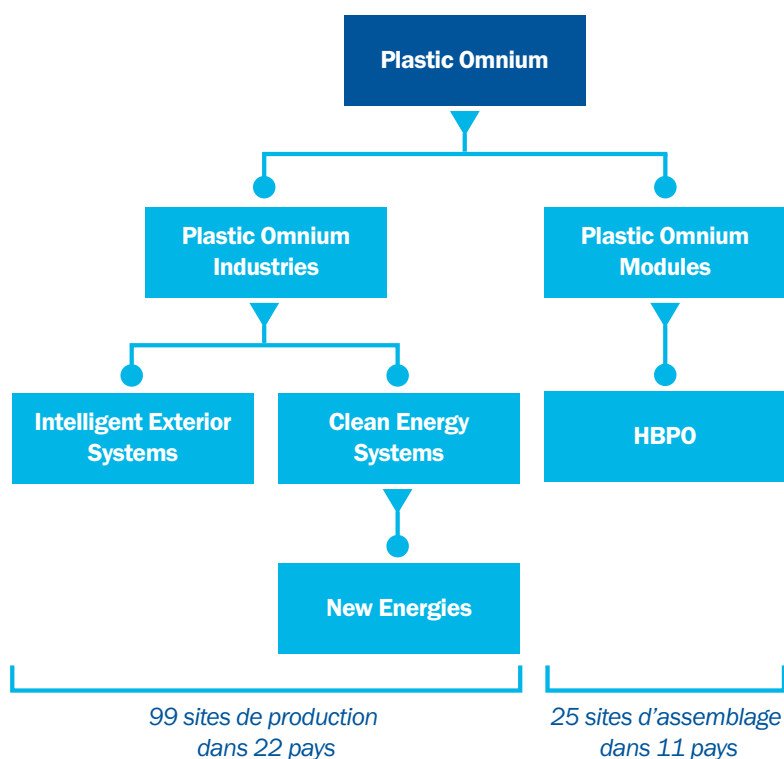 Plastic Omnium
Plastic Omnium
Industries
Plastic Omnium
Modules
Intelligent Exterior
Systems
Clean Energy
Systems
HBPO
New Energies
99 sites de production
dans 22 pays
25 sites d'assemblage
dans 11 pays